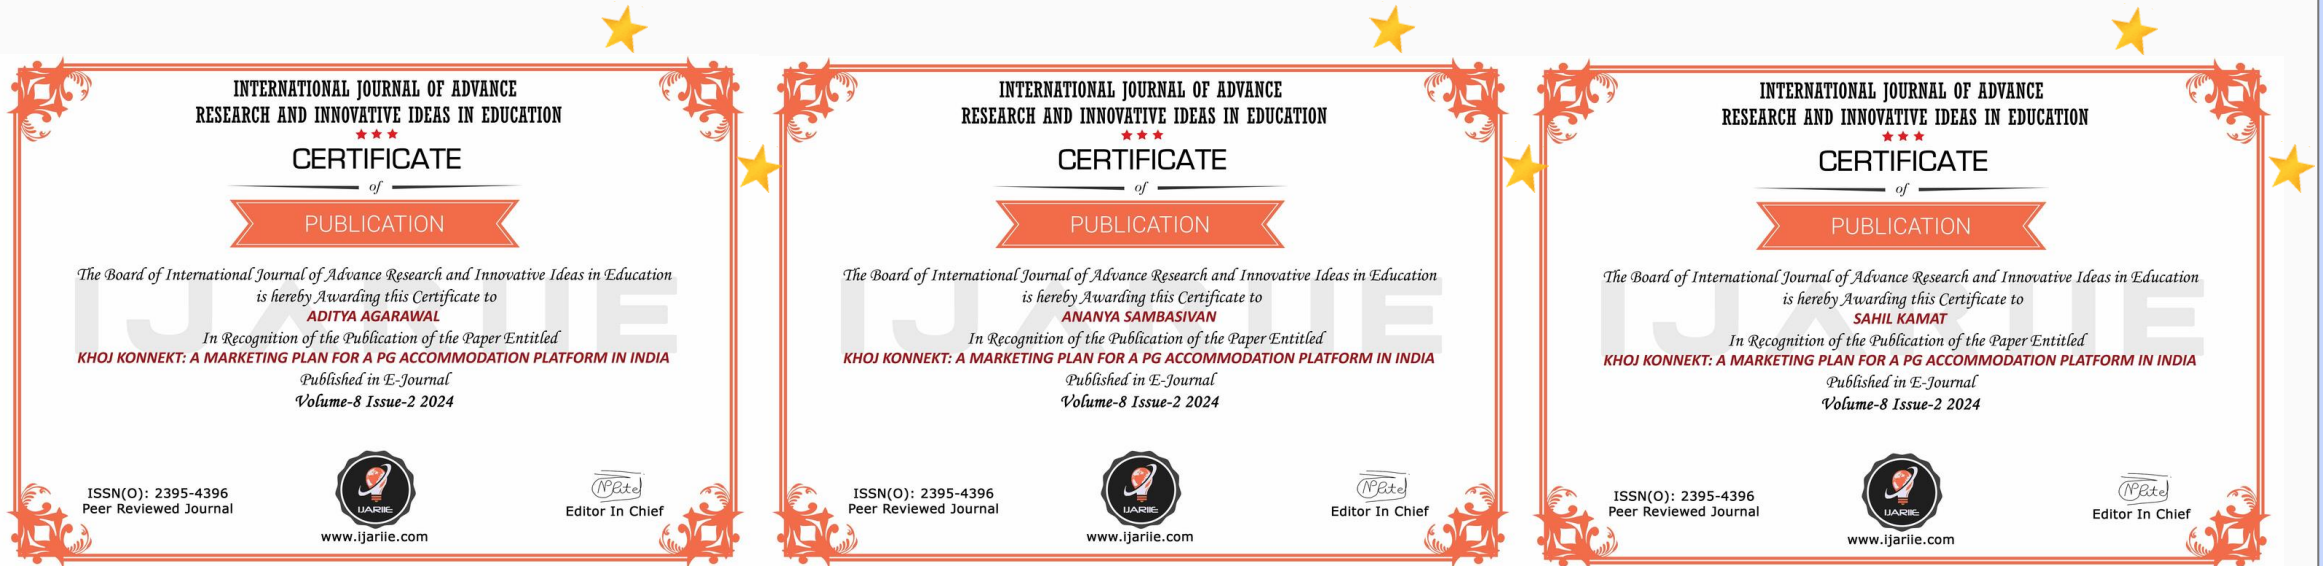 INTERNATIONAL JOURNAL OF ADVANCE
RESEARCH AND INNOVATIVE IDEAS IN EDUCATION
CERTIFICATE
of
PUBLICATION
IJARIIE
The Board of International Journal of Advance Research and Innovative Ideas in Education
is hereby Awarding this Certificate to
ADITYA AGARAWAL
In Recognition of the Publication of the Paper Entitled
KHOJ KONNEKT: A MARKETING PLAN FOR A PG ACCOMMODATION PLATFORM IN INDIA
Published in E-Journal
Volume-8 Issue-2 2024
ISSN(O): 2395-4396
Peer Reviewed Journal
IJARIIE
www.ijariie.com
Editor In Chief
INTERNATIONAL JOURNAL OF ADVANCE
RESEARCH AND INNOVATIVE IDEAS IN EDUCATION
CERTIFICATE
of
PUBLICATION
IJARIIE
The Board of International Journal of Advance Research and Innovative Ideas in Education
is hereby Awarding this Certificate to
ANANYA SAMBASIVAN
In Recognition of the Publication of the Paper Entitled
KHOJ KONNEKT: A MARKETING PLAN FOR A PG ACCOMMODATION PLATFORM IN INDIA
Published in E-Journal
Volume-8 Issue-2 2024
ISSN(O): 2395-4396
Peer Reviewed Journal
IJARIIE
www.ijariie.com
Editor In Chief
INTERNATIONAL JOURNAL OF ADVANCE
RESEARCH AND INNOVATIVE IDEAS IN EDUCATION
CERTIFICATE
of
PUBLICATION
IJARIIE
The Board of International Journal of Advance Research and Innovative Ideas in Education
is hereby Awarding this Certificate to
SAHIL KAMAT
In Recognition of the Publication of the Paper Entitled
KHOJ KONNEKT: A MARKETING PLAN FOR A PG ACCOMMODATION PLATFORM IN INDIA
Published in E-Journal
Volume-8 Issue-2 2024
ISSN(O): 2395-4396
Peer Reviewed Journal
IJARIIE
www.ijariie.com
Editor In Chief